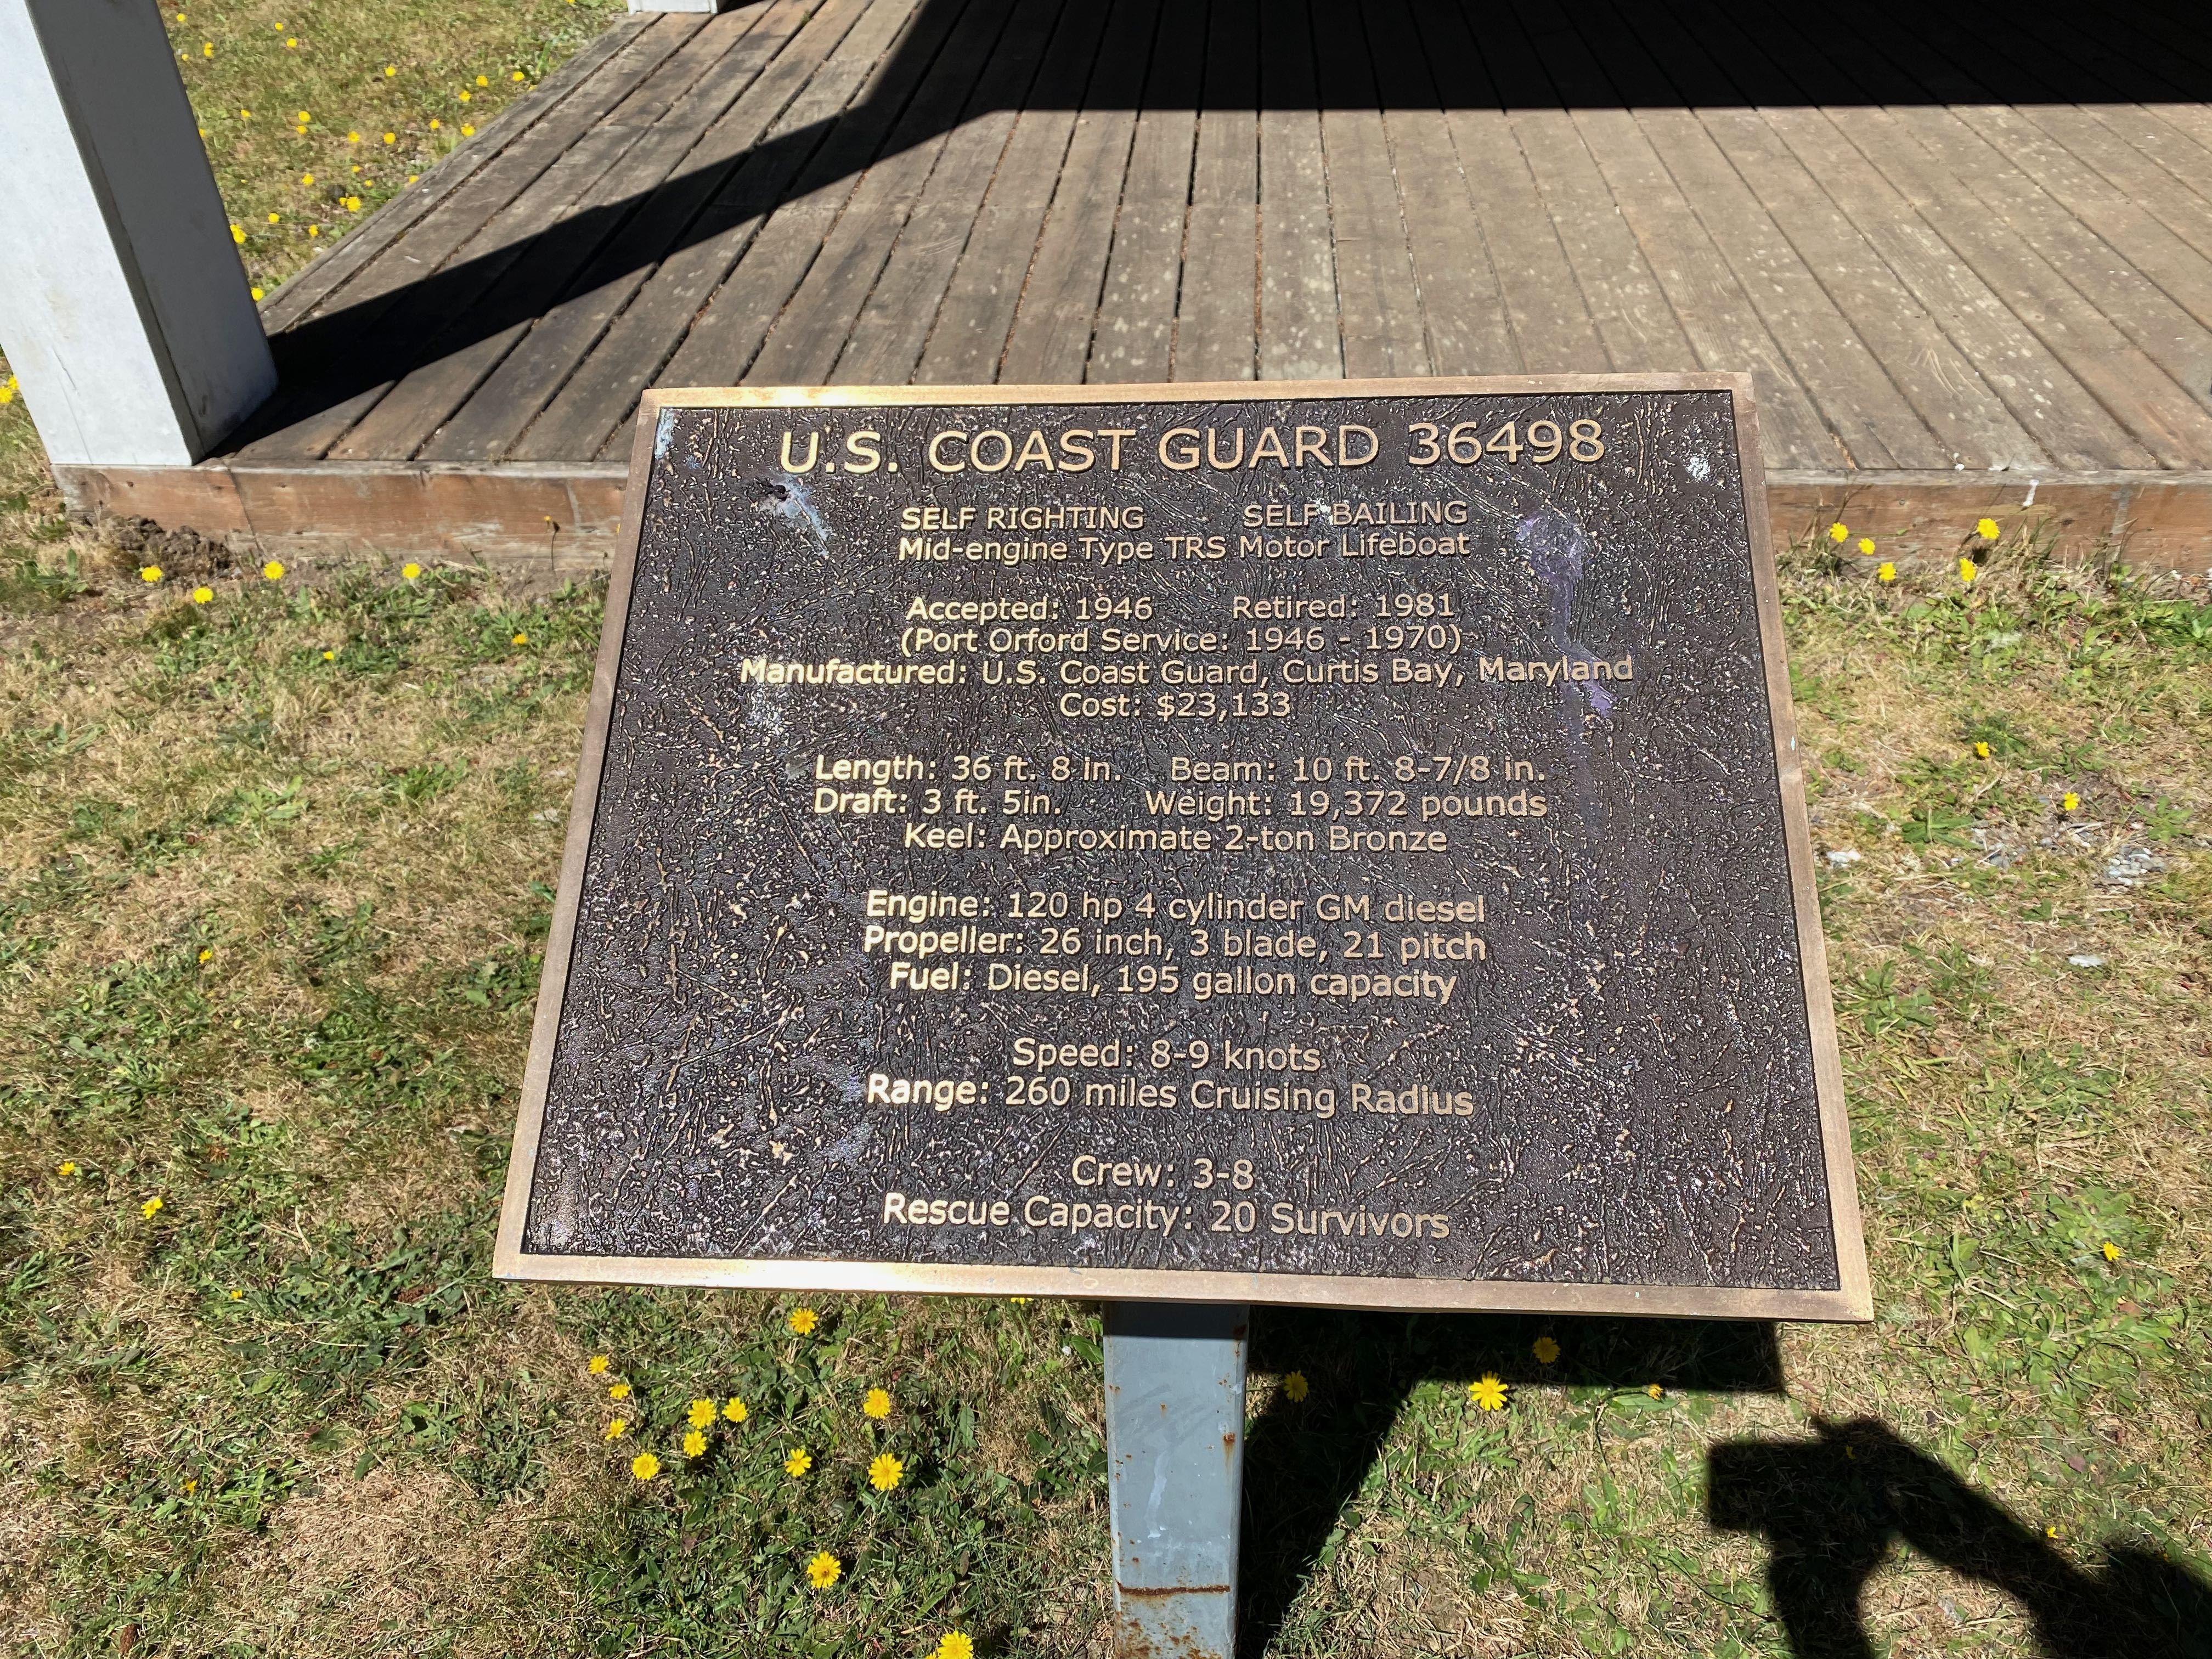 U.S. COAST GUARD 36498
SELF RIGHTING SELF BAILING
Mid-engine Type TRS Motor Lifeboat
Accepted: 1946 Retired: 1981
(Port Orford Service: 1946 - 1970)
Manufactured: U.S. Coast Guard, Curtis Bay, Maryland
Cost: $23,133
Length: 36 ft. 8 in. Beam: 10 ft. 8-7/8 in.
Draft: 3 ft. 5in. Weight: 19,372 pounds
Keel: Approximate 2-ton Bronze
Engine: 120 hp 4 cylinder GM diesel
Propeller: 26 inch, 3 blade, 21 pitch
Fuel: Diesel, 195 gallon capacity
Speed: 8-9 knots
Range: 260 miles Cruising Radius
Crew: 3-8
Rescue Capacity: 20 Survivors